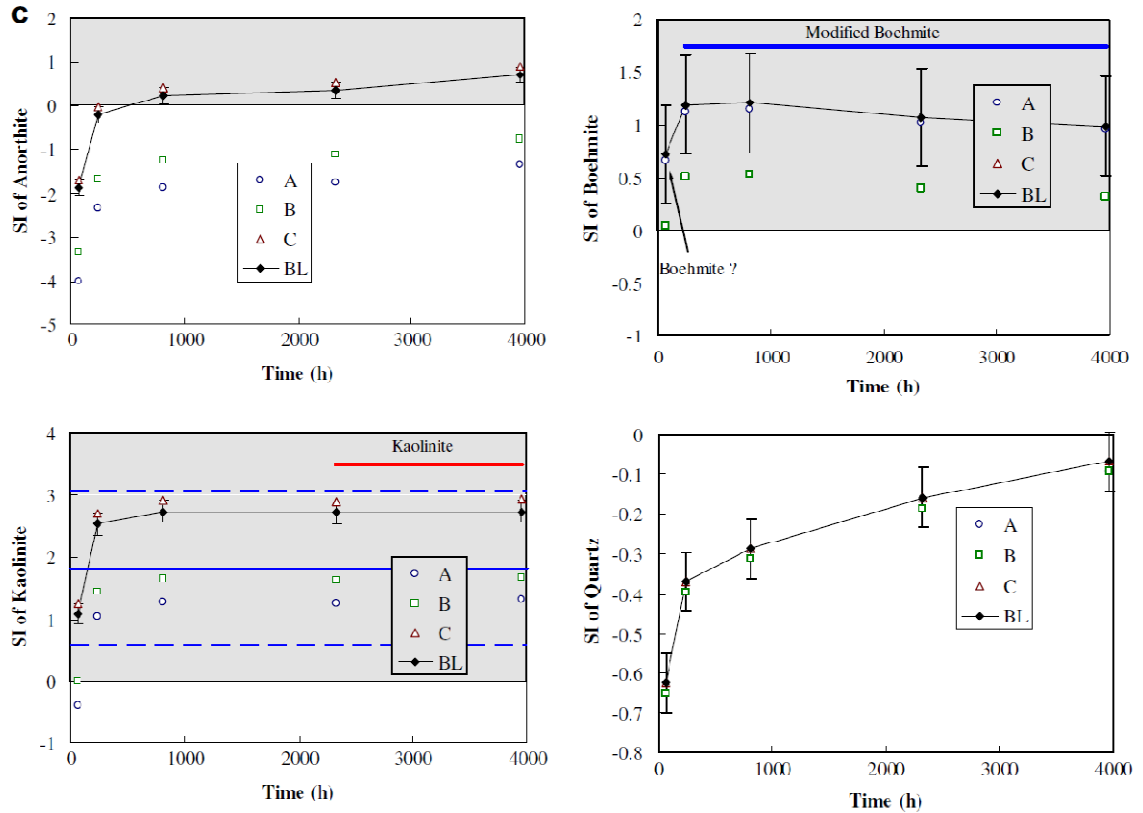 C
SI of Anorthite
2
1
0
-1
-2
-3
-4
-5
A
B
C
BL
0 1000 2000 3000 4000
Time (h)
SI of Boehmite
2
1.5
1
0.5
0
-0.5
-1
Modified Boehmite
A
B
C
BL
Boehmite ?
0 1000 2000 3000 4000
Time (h)
SI of Kaolinite
4
3
2
1
0
-1
Kaolinite
A
B
C
BL
0 1000 2000 3000 4000
Time (h)
SI of Quartz
0
-0.1
-0.2
-0.3
-0.4
-0.5
-0.6
-0.7
-0.8
A
B
C
BL
0 1000 2000 3000 4000
Time (h)